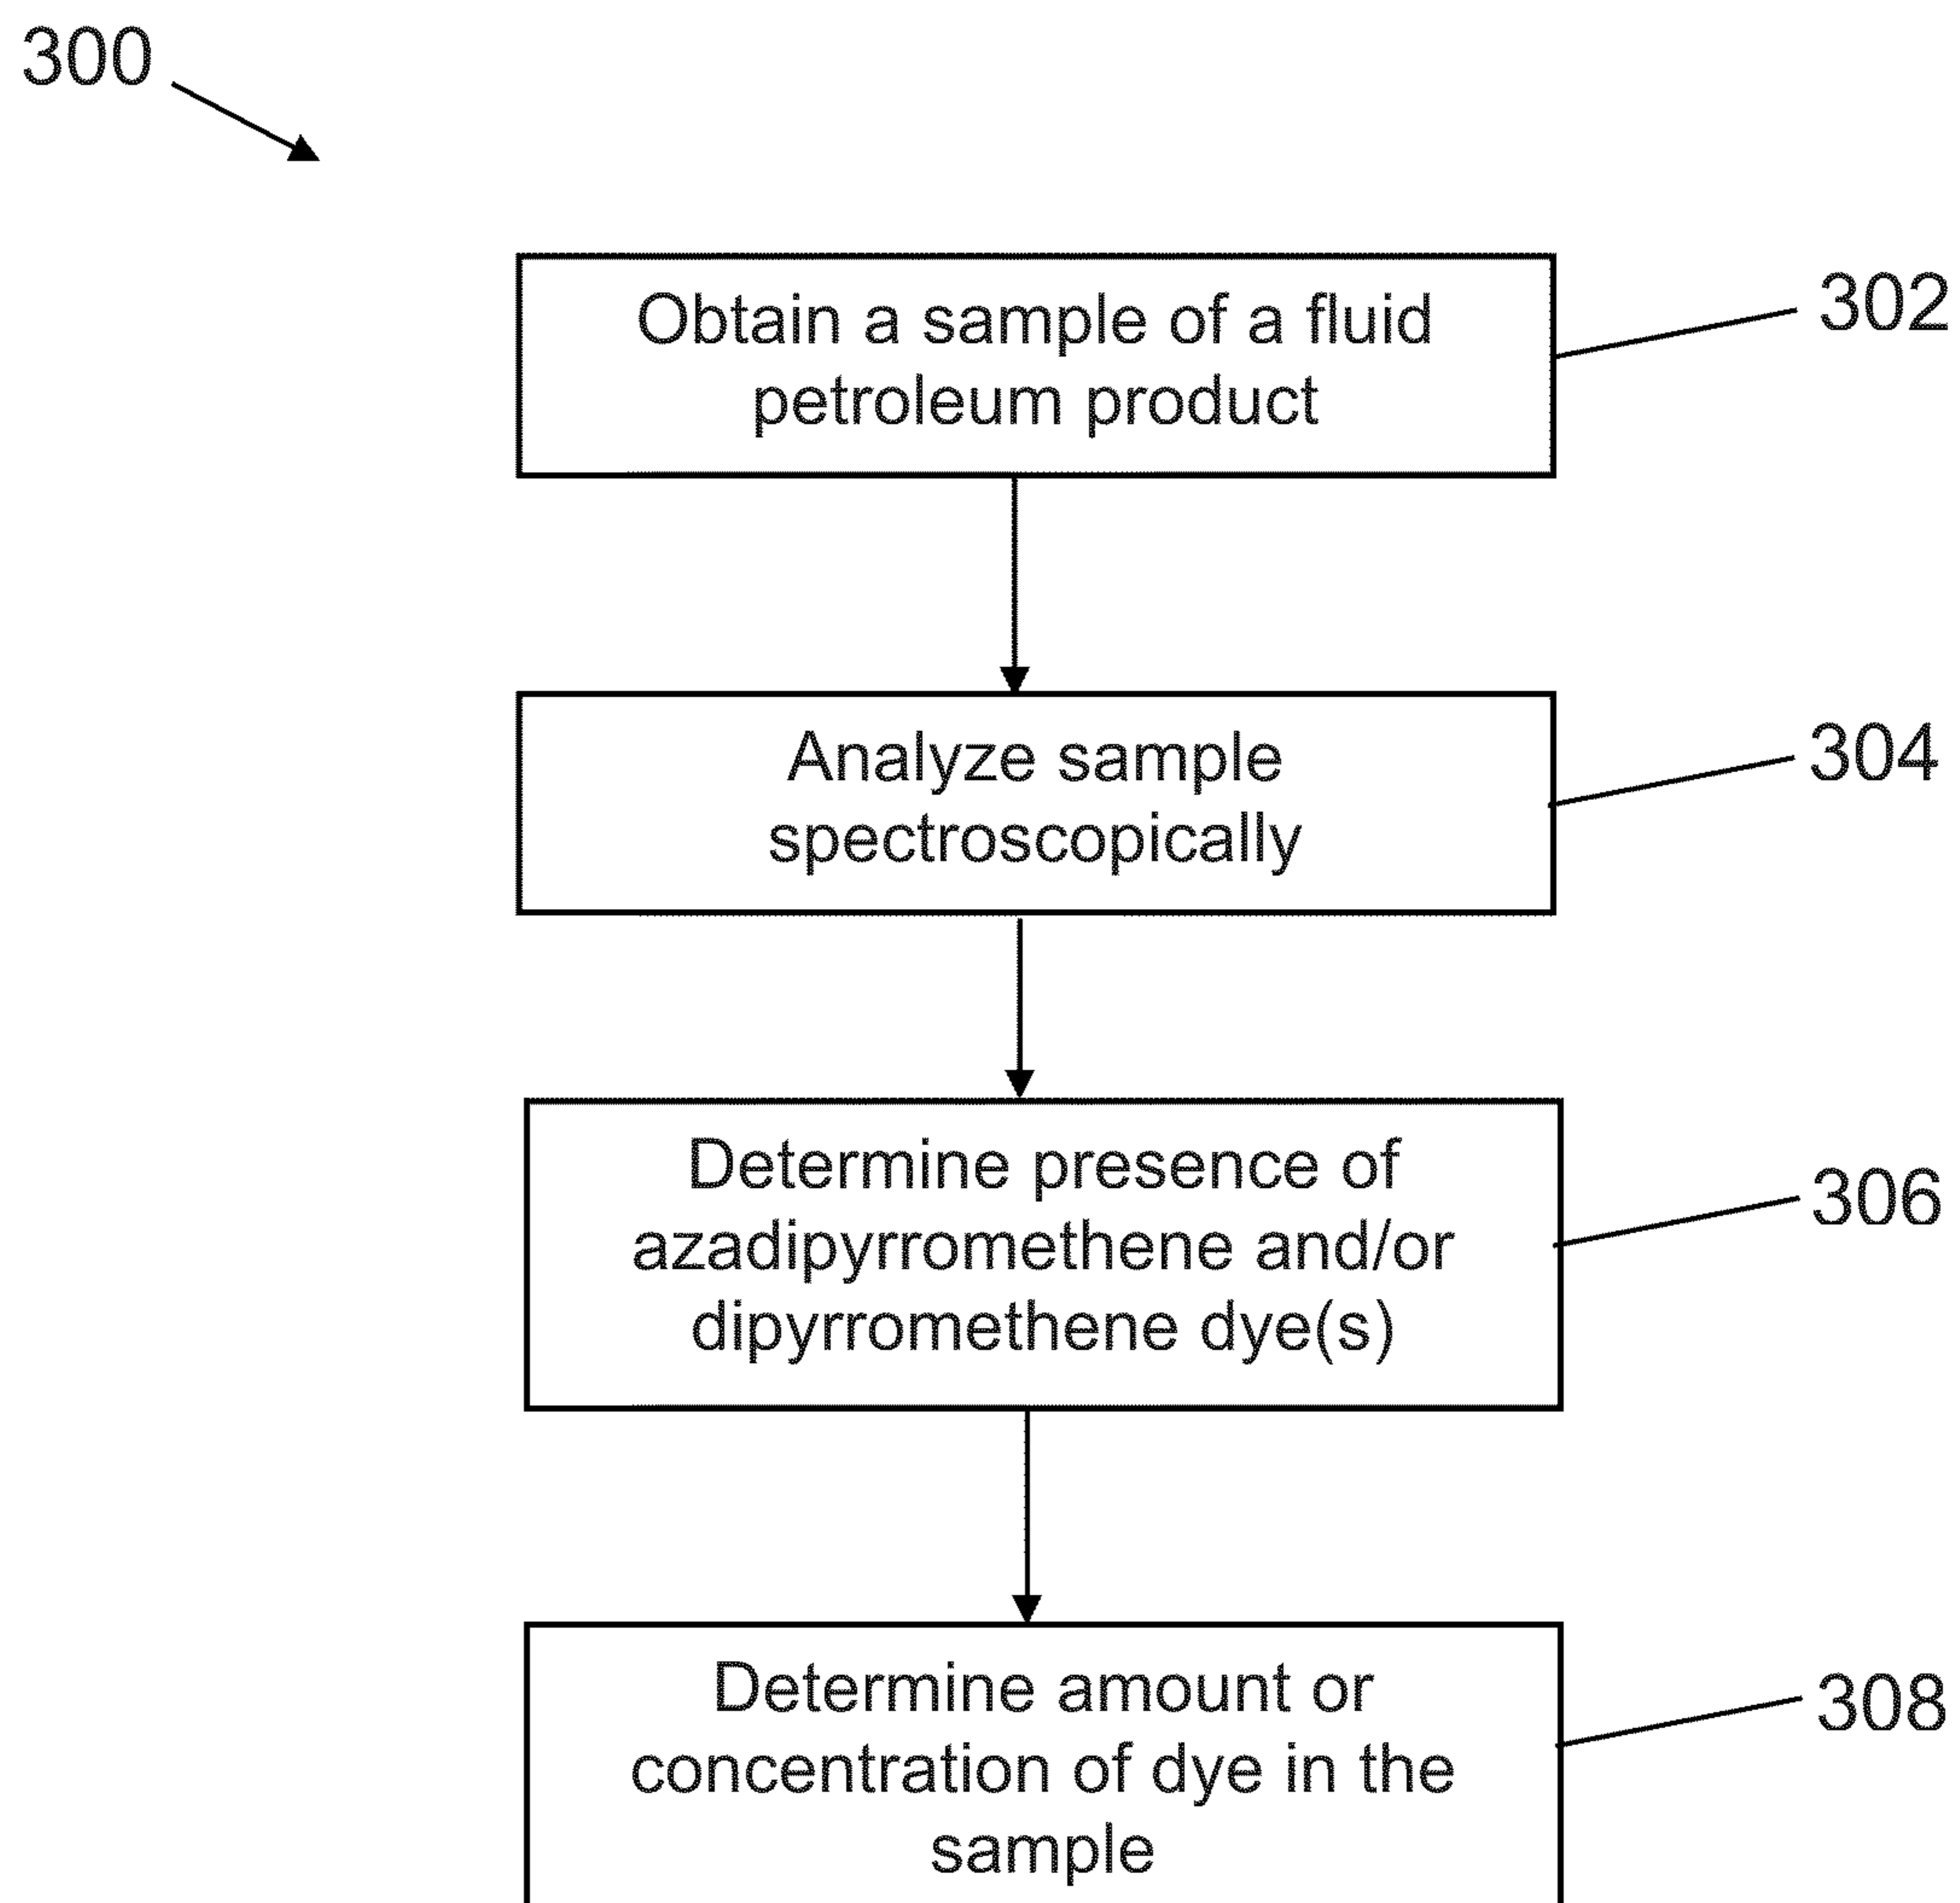 300
Obtain a sample of a fluid
petroleum product
302
Analyze sample
spectroscopically
304
Determine presence of
azadipyrromethene and/or
dipyrromethene dye(s)
306
Determine amount or
concentration of dye in the
sample
308